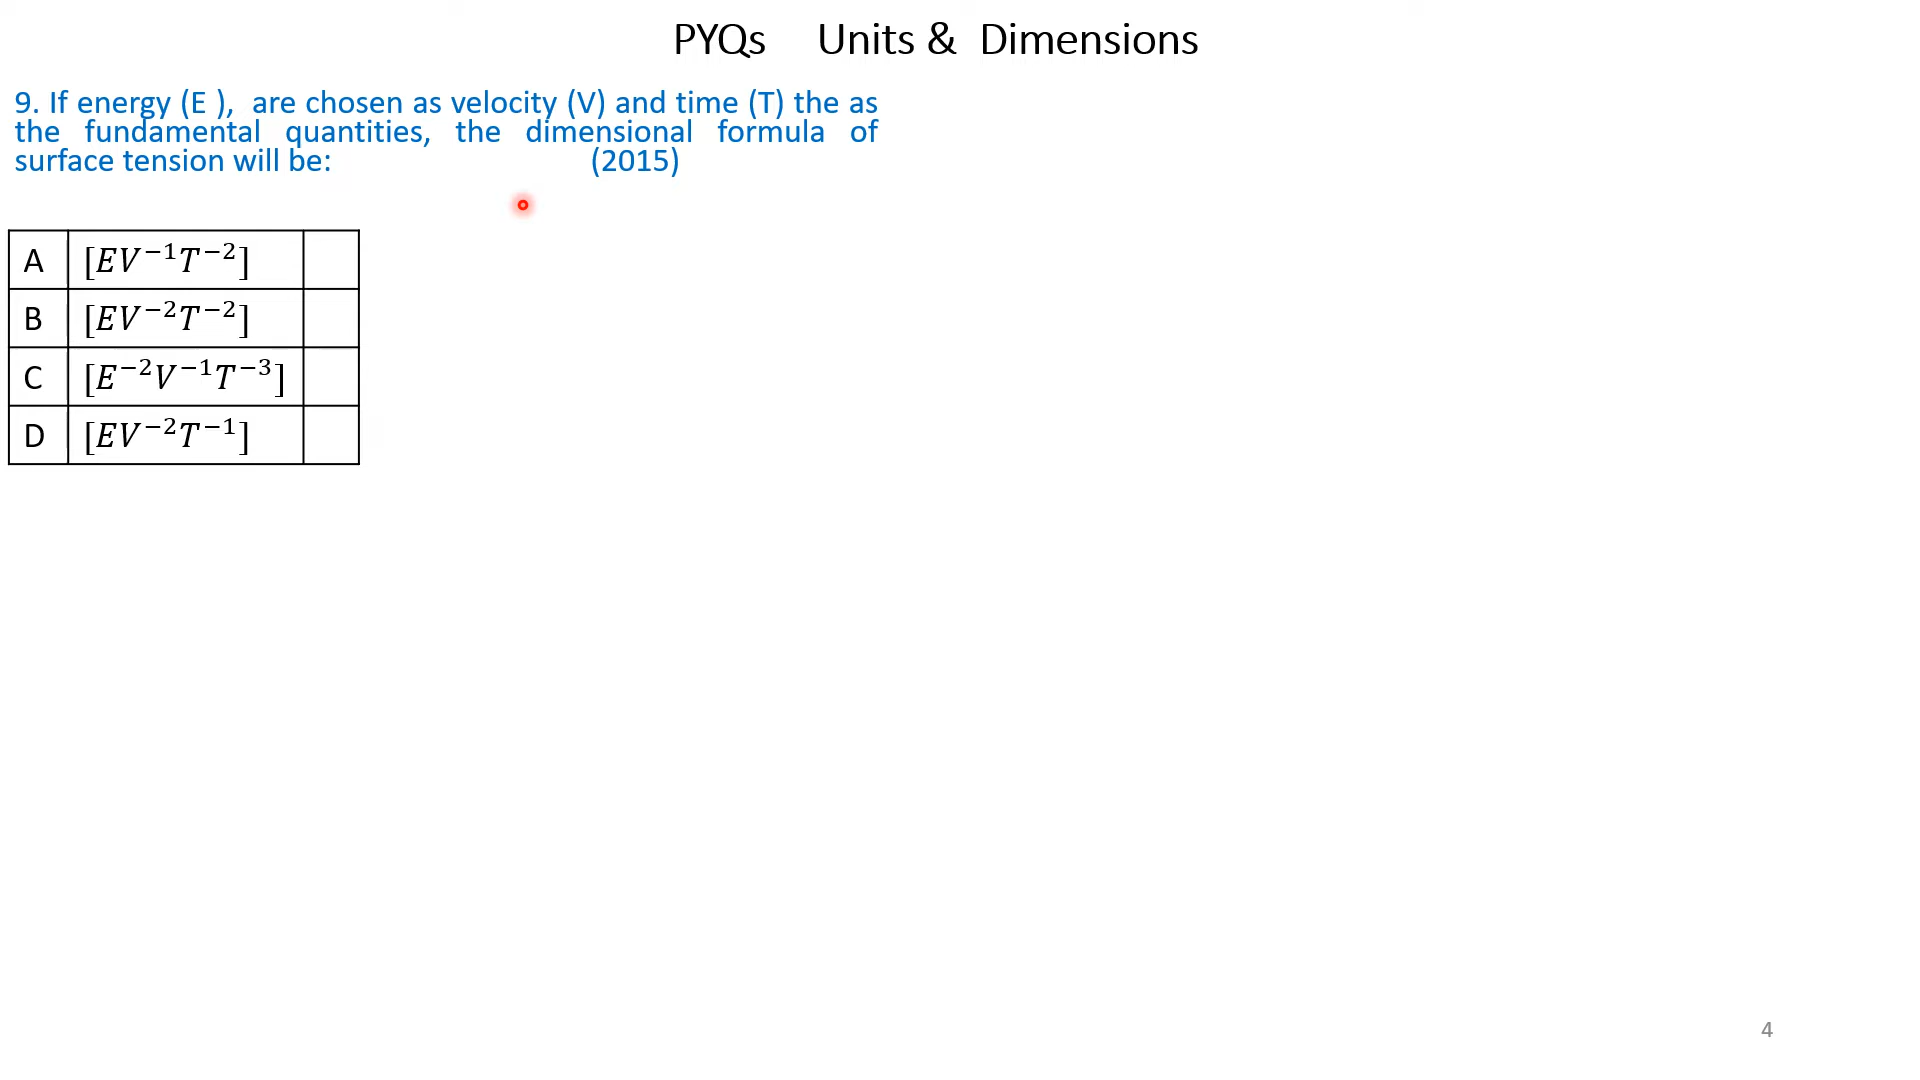 PYQs Units & Dimensions
9. If energy (E ), are chosen as velocity (V) and time (T) the as
the fundamental quantities, the dimensional formula of
surface tension will be: (2015)
A [EV⁻¹T⁻²]
B [EV⁻²T⁻²]
C [E⁻²V⁻¹T⁻³]
D [EV⁻²T⁻¹]
4